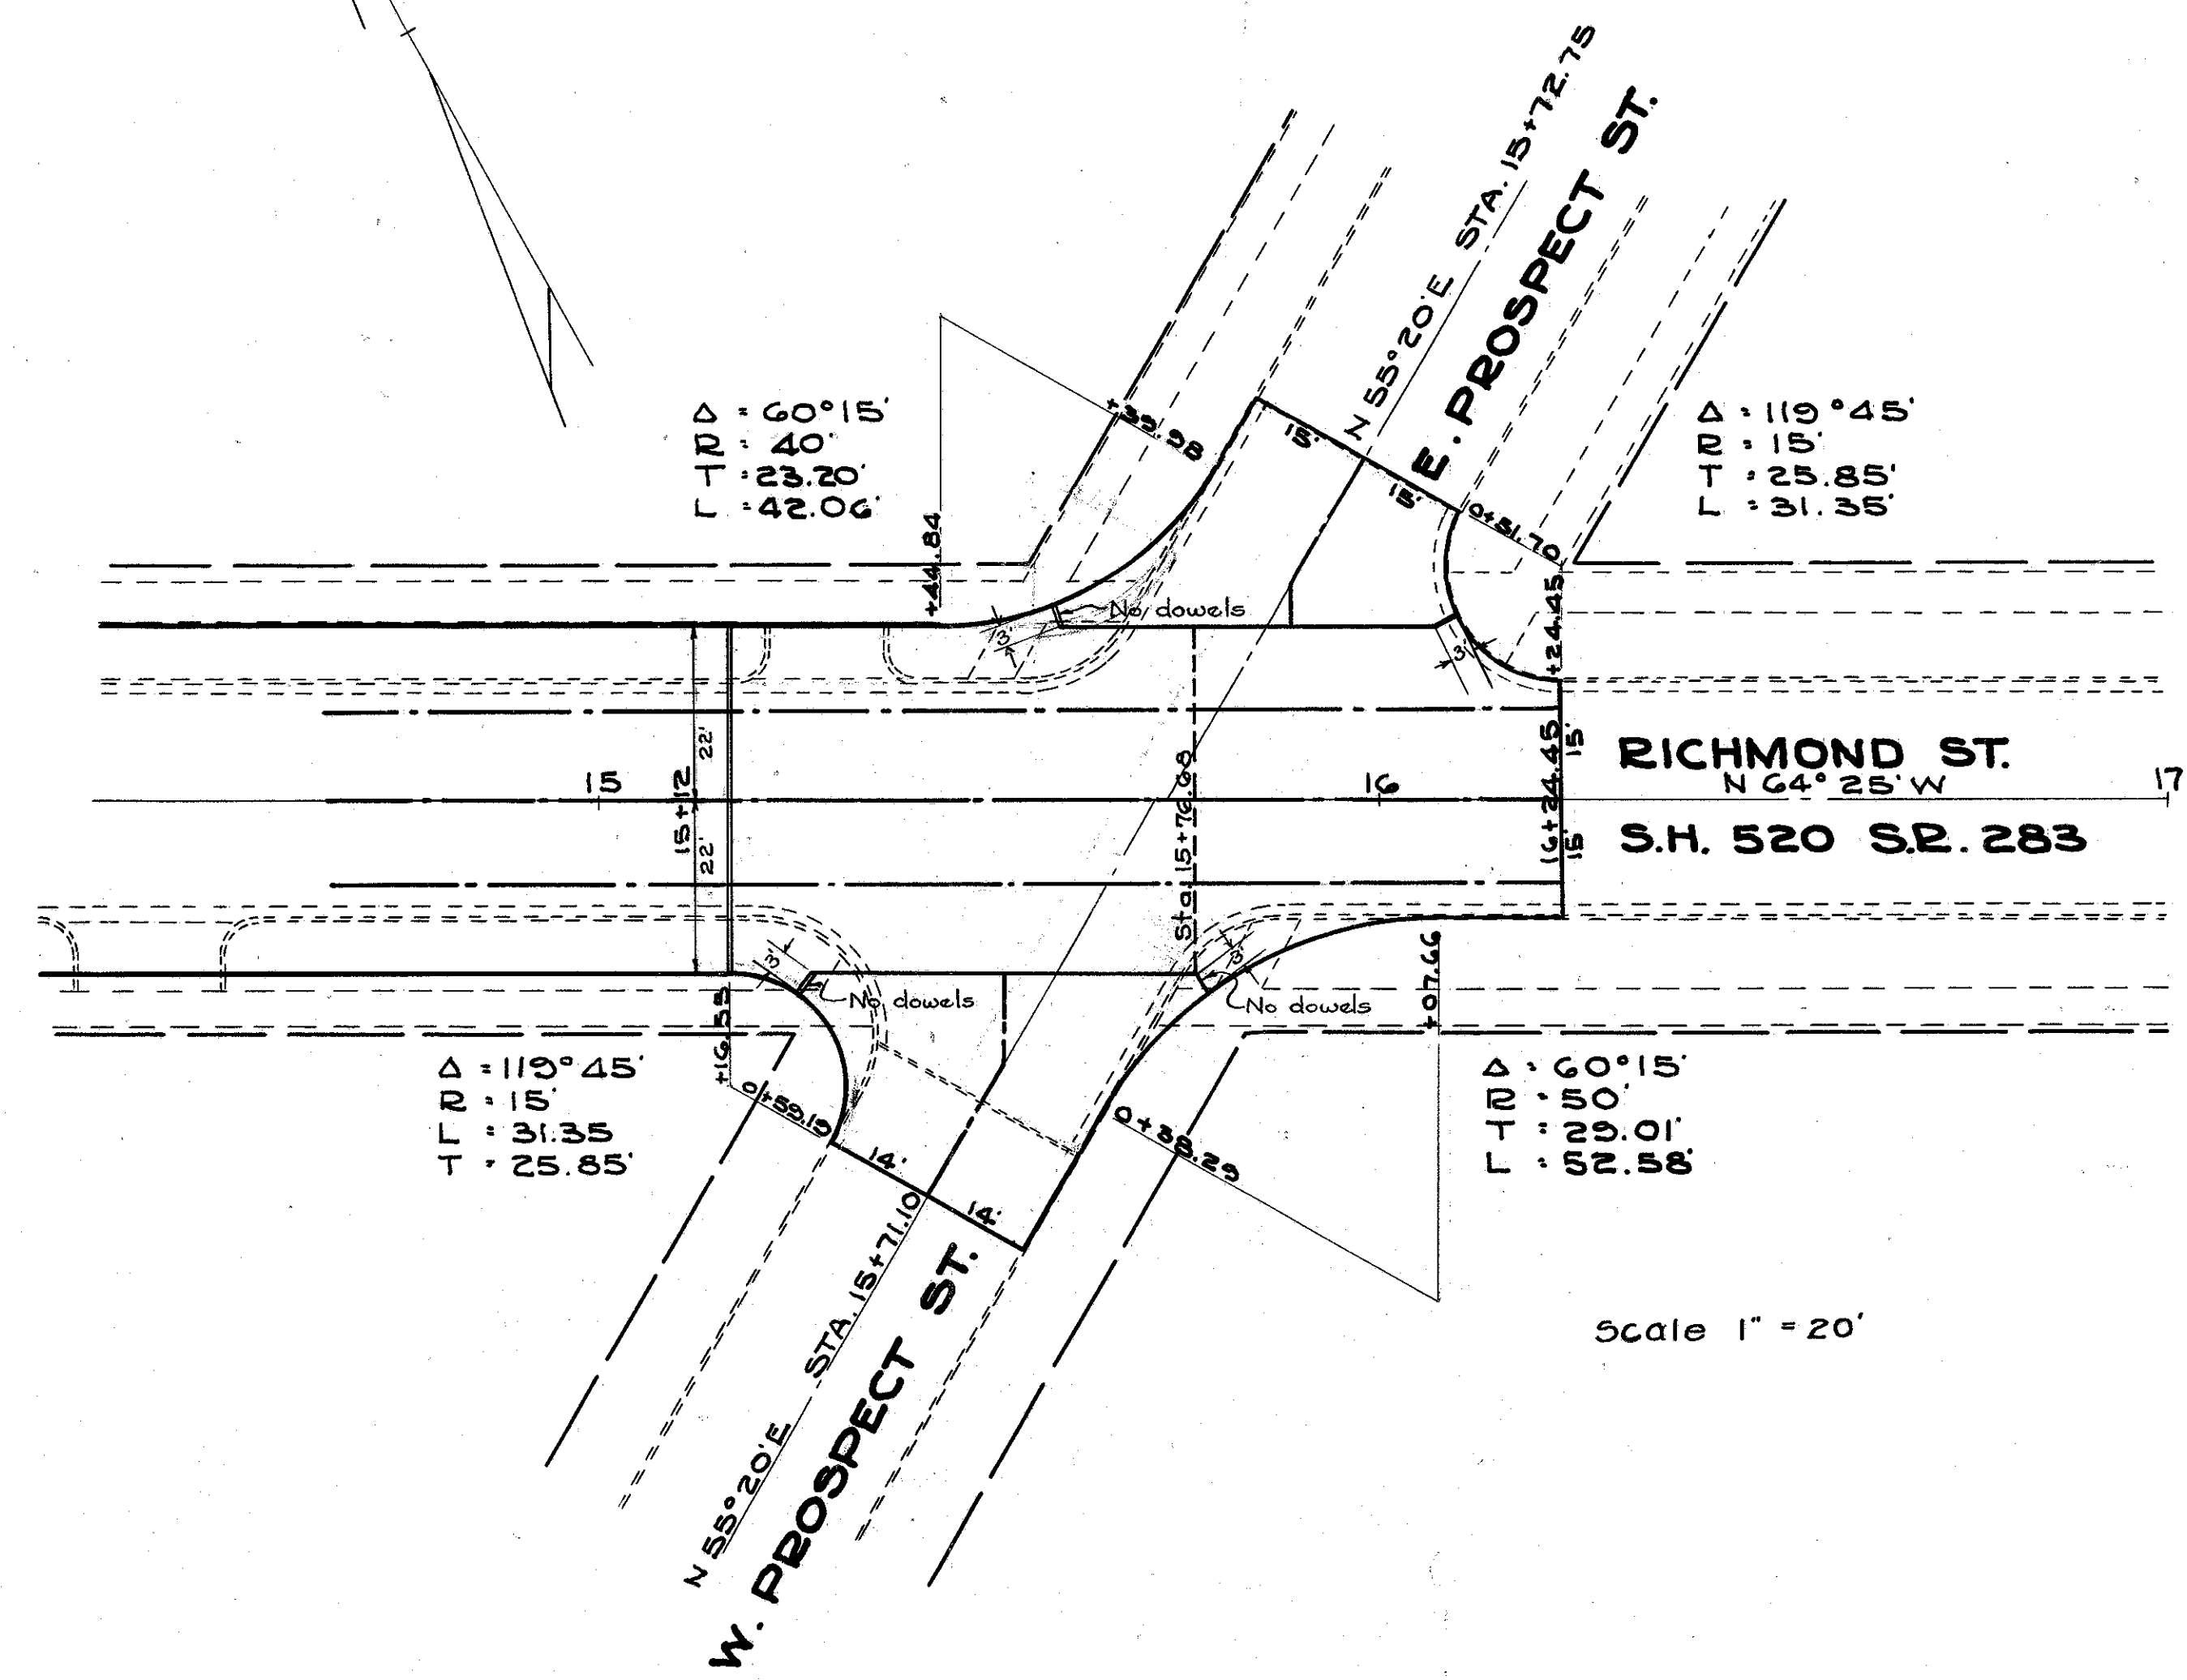 N 55°20'E STA. 15+72.75
E. PROSPECT ST.
Δ = 60°15'
R = 40'
T = 23.20'
L = 42.06'
+39.98
15'
15'
0+51.70
Δ = 119°45'
R = 15'
T = 25.85'
L = 31.35'
+44.84
No dowels
3'
3'
+24.45
22'
22'
15+12
15
Sta. 15+76.08
16
16+24.45
15'
15'
RICHMOND ST.
N 64° 25' W
17
S.H. 520 S.R. 283
3'
No dowels
3'
No dowels
+16.55
+07.66
Δ = 119°45'
R = 15'
L = 31.35
T = 25.85'
0+59.19
14'
14'
0+38.29
Δ = 60°15'
R = 50'
T = 29.01'
L = 52.58'
N 55°20'E STA. 15+71.10
W. PROSPECT ST.
Scale 1" = 20'